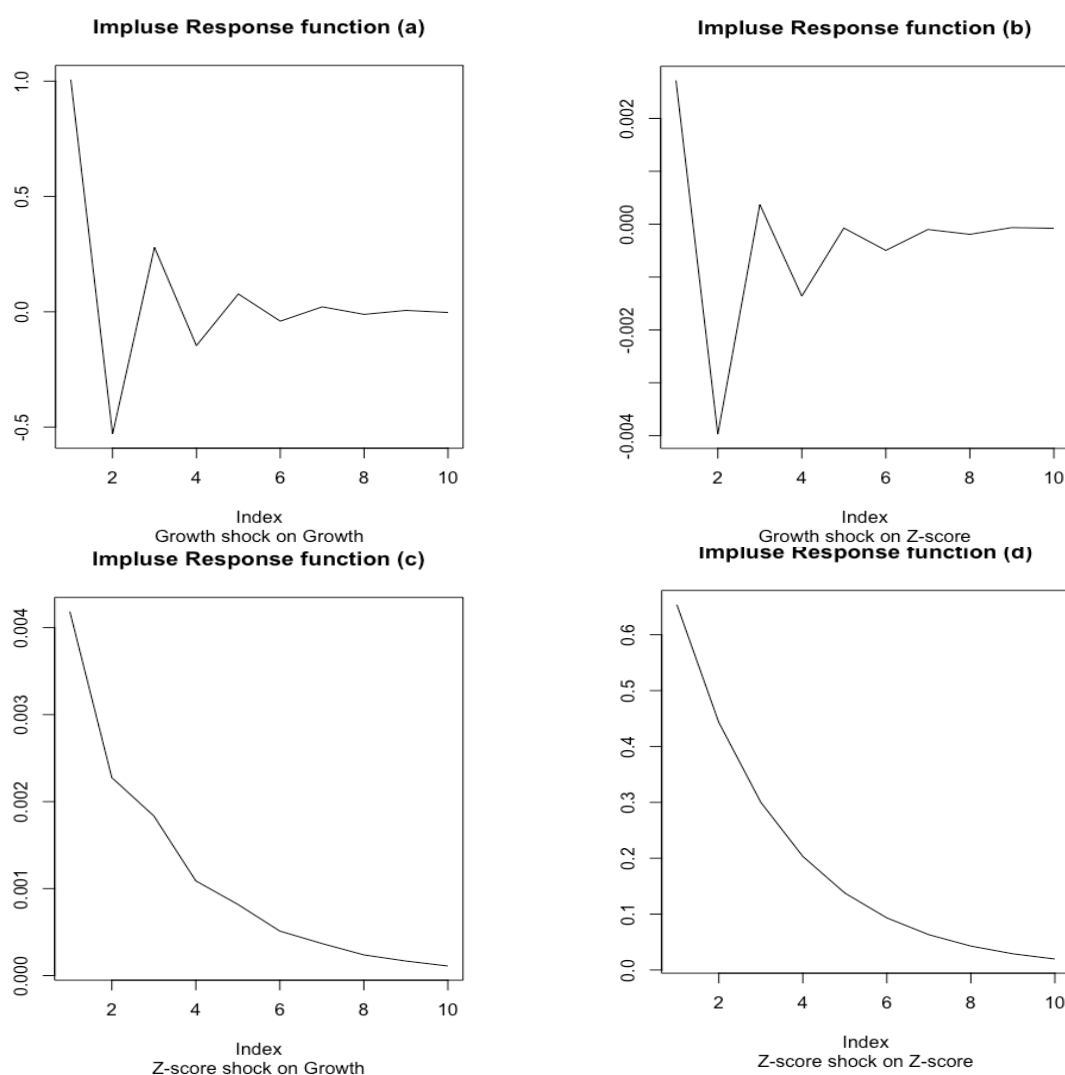 Impluse Response function (a)
1.0
0.5
0.0
-0.5
2 4 6 8 10
Index
Growth shock on Growth
Impluse Response function (b)
0.002
0.000
-0.002
-0.004
2 4 6 8 10
Index
Growth shock on Z-score
Impluse Response function (c)
0.004
0.003
0.002
0.001
0.000
2 4 6 8 10
Index
Z-score shock on Growth
Impluse Response function (d)
0.6
0.5
0.4
0.3
0.2
0.1
0.0
2 4 6 8 10
Index
Z-score shock on Z-score